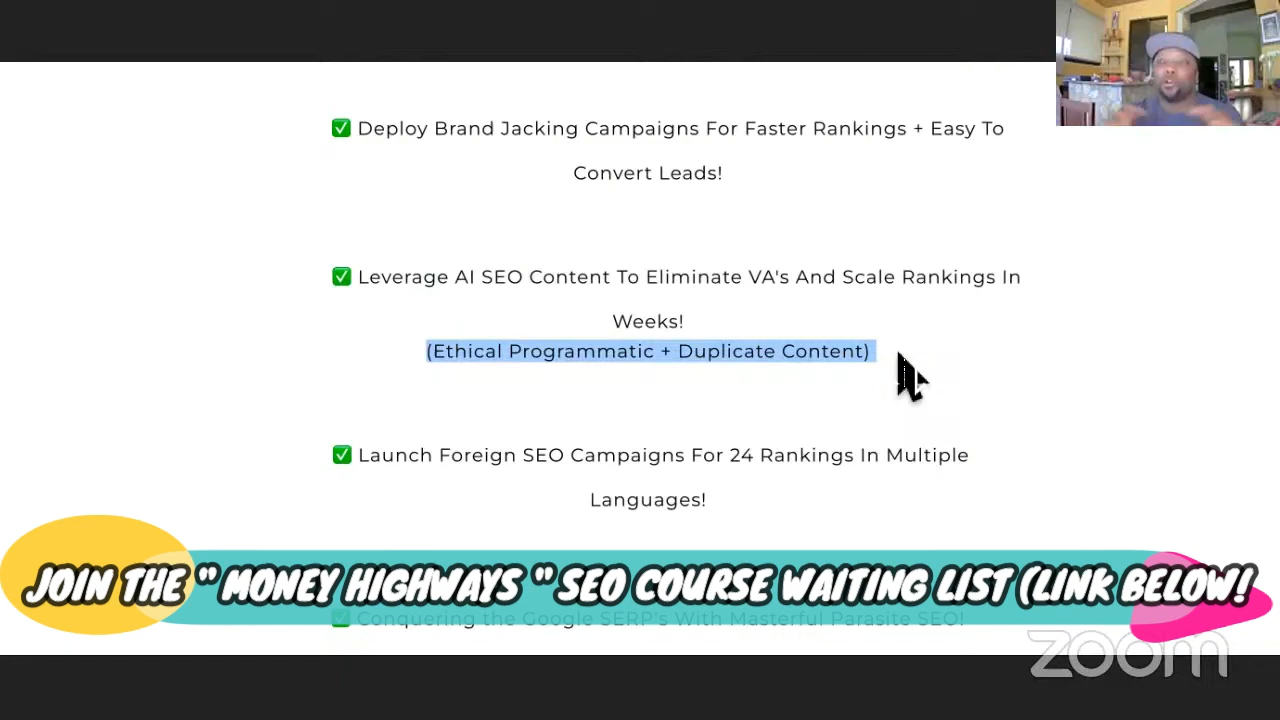 ✅ Deploy Brand Jacking Campaigns For Faster Rankings + Easy To
Convert Leads!
✅ Leverage AI SEO Content To Eliminate VA's And Scale Rankings In
Weeks!
(Ethical Programmatic + Duplicate Content)
✅ Launch Foreign SEO Campaigns For 24 Rankings In Multiple
Languages!
JOIN THE " MONEY HIGHWAYS " SEO COURSE WAITING LIST (LINK BELOW!
✅ Conquering the Google SERP's With Masterful Parasite SEO!
zoom